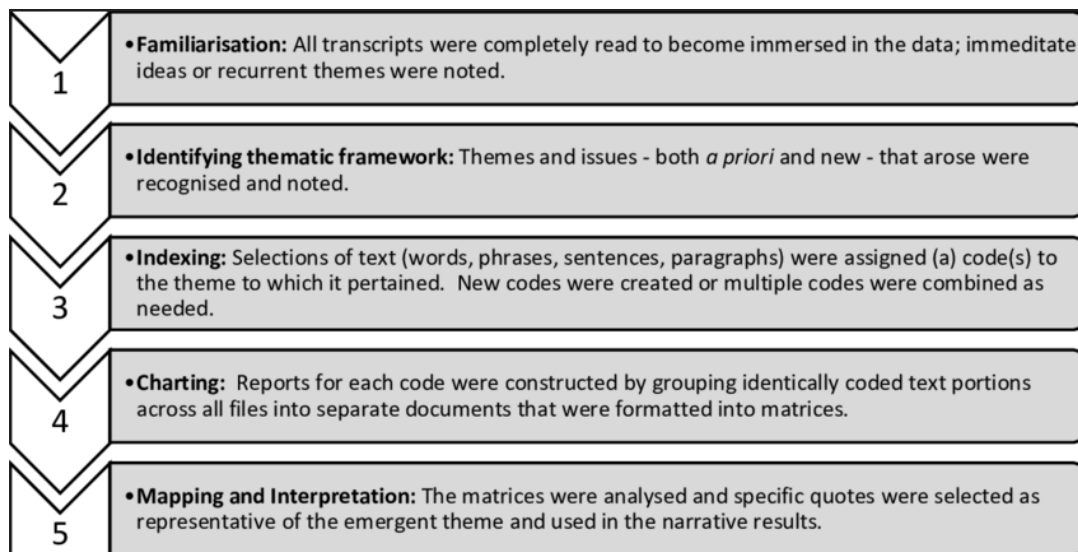 1
•Familiarisation: All transcripts were completely read to become immersed in the data; immeditate
ideas or recurrent themes were noted.
2
•Identifying thematic framework: Themes and issues - both a priori and new - that arose were
recognised and noted.
3
•Indexing: Selections of text (words, phrases, sentences, paragraphs) were assigned (a) code(s) to
the theme to which it pertained.  New codes were created or multiple codes were combined as
needed.
4
•Charting:  Reports for each code were constructed by grouping identically coded text portions
across all files into separate documents that were formatted into matrices.
5
•Mapping and Interpretation: The matrices were analysed and specific quotes were selected as
representative of the emergent theme and used in the narrative results.